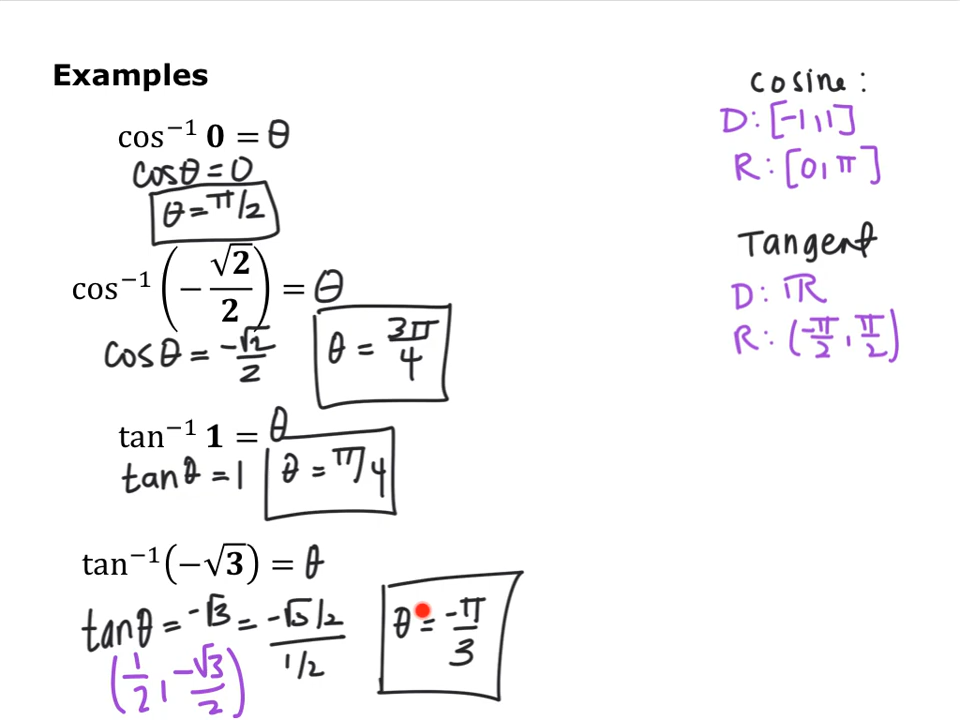 Examples
cos⁻¹ 0 = θ
cosθ = 0
θ = π/2
cos⁻¹ (−√2/2) = θ
cosθ = -√2/2
θ = 3π/4
tan⁻¹ 1 = θ
tanθ = 1
θ = π/4
tan⁻¹(−√3) = θ
tanθ = -√3 = -√3/2 / 1/2
θ = -π/3
(1/2, -√3/2)
cosine:
D: [-1,1]
R: [0,π]
Tangent
D: ℝ
R: (-π/2, π/2)